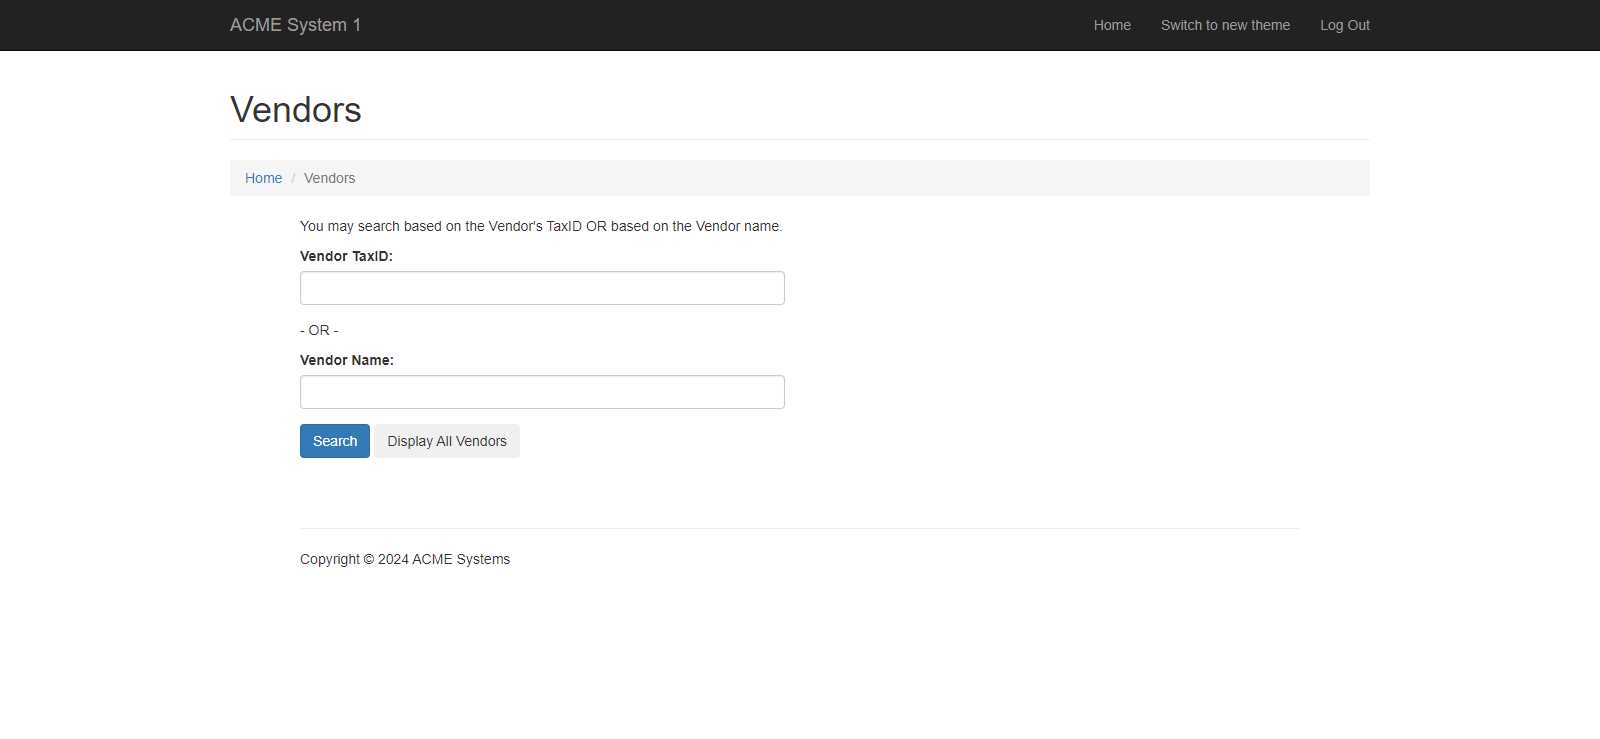 ACME System 1 Home Switch to new theme Log Out
Vendors
Home / Vendors
You may search based on the Vendor's TaxID OR based on the Vendor name.
Vendor TaxID:
- OR -
Vendor Name:
Search Display All Vendors
Copyright © 2024 ACME Systems